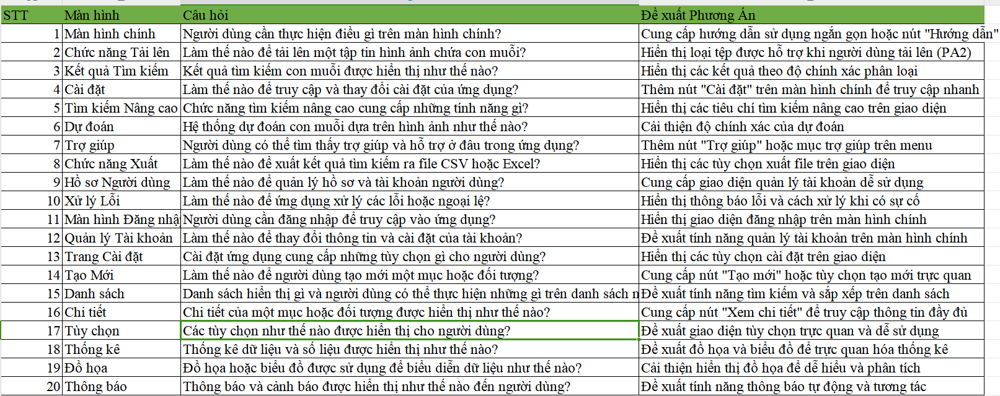 STT Màn hình Câu hỏi Đề xuất Phương Án
1 Màn hình chính Người dùng cần thực hiện điều gì trên màn hình chính? Cung cấp hướng dẫn sử dụng ngắn gọn hoặc nút "Hướng dẫn"
2 Chức năng Tải lên Làm thế nào để tải lên một tập tin hình ảnh chứa con muỗi? Hiển thị loại tệp được hỗ trợ khi người dùng tải lên (PA2)
3 Kết quả Tìm kiếm Kết quả tìm kiếm con muỗi được hiển thị như thế nào? Hiển thị các kết quả theo độ chính xác phân loại
4 Cài đặt Làm thế nào để truy cập và thay đổi cài đặt của ứng dụng? Thêm nút "Cài đặt" trên màn hình chính để truy cập nhanh
5 Tìm kiếm Nâng cao Chức năng tìm kiếm nâng cao cung cấp những tính năng gì? Hiển thị các tiêu chí tìm kiếm nâng cao trên giao diện
6 Dự đoán Hệ thống dự đoán con muỗi dựa trên hình ảnh như thế nào? Cải thiện độ chính xác của dự đoán
7 Trợ giúp Người dùng có thể tìm thấy trợ giúp và hỗ trợ ở đâu trong ứng dụng? Thêm nút "Trợ giúp" hoặc mục trợ giúp trên menu
8 Chức năng Xuất Làm thế nào để xuất kết quả tìm kiếm ra file CSV hoặc Excel? Hiển thị các tùy chọn xuất file trên giao diện
9 Hồ sơ Người dùng Làm thế nào để quản lý hồ sơ và tài khoản người dùng? Cung cấp giao diện quản lý tài khoản dễ sử dụng
10 Xử lý Lỗi Làm thế nào để ứng dụng xử lý các lỗi hoặc ngoại lệ? Hiển thị thông báo lỗi và cách xử lý khi có sự cố
11 Màn hình Đăng nhập Người dùng cần đăng nhập để truy cập vào ứng dụng? Hiển thị giao diện đăng nhập trên màn hình chính
12 Quản lý Tài khoản Làm thế nào để thay đổi thông tin và cài đặt của tài khoản? Đề xuất tính năng quản lý tài khoản trên màn hình chính
13 Trang Cài đặt Cài đặt ứng dụng cung cấp những tùy chọn gì cho người dùng? Hiển thị các tùy chọn cài đặt trên giao diện
14 Tạo Mới Làm thế nào để người dùng tạo mới một mục hoặc đối tượng? Cung cấp nút "Tạo mới" hoặc tùy chọn tạo mới trực quan
15 Danh sách Danh sách hiển thị gì và người dùng có thể thực hiện những gì trên danh sách n Đề xuất tính năng tìm kiếm và sắp xếp trên danh sách
16 Chi tiết Chi tiết của một mục hoặc đối tượng được hiển thị như thế nào? Cung cấp nút "Xem chi tiết" để truy cập thông tin đầy đủ
17 Tùy chọn Các tùy chọn như thế nào được hiển thị cho người dùng? Đề xuất giao diện tùy chọn trực quan và dễ sử dụng
18 Thống kê Thống kê dữ liệu và số liệu được hiển thị như thế nào? Đề xuất đồ họa và biểu đồ để trực quan hóa thống kê
19 Đồ họa Đồ họa hoặc biểu đồ được sử dụng để biểu diễn dữ liệu như thế nào? Cải thiện hiển thị đồ họa để dễ hiểu và phân tích
20 Thông báo Thông báo và cảnh báo được hiển thị như thế nào đến người dùng? Đề xuất tính năng thông báo tự động và tương tác